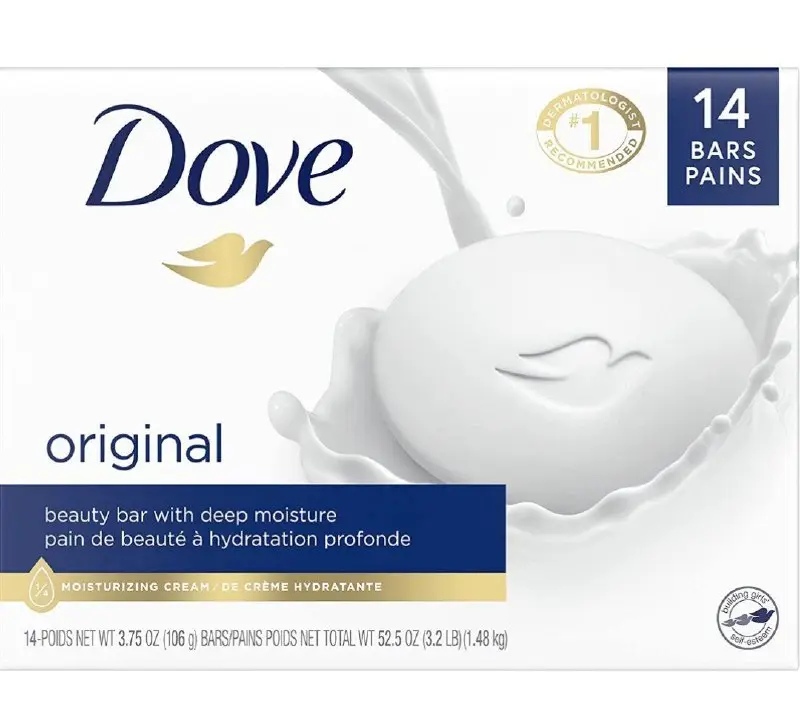 Dove
DERMATOLOGIST
#1
RECOMMENDED
14
BARS
PAINS
original
beauty bar with deep moisture
pain de beauté à hydratation profonde
1/4 MOISTURIZING CREAM / DE CRÈME HYDRATANTE
14-POIDS NET WT 3.75 OZ (106 g) BARS/PAINS POIDS NET TOTAL WT 52.5 OZ (3.2 LB)(1.48 kg)
building girls'
self-esteem